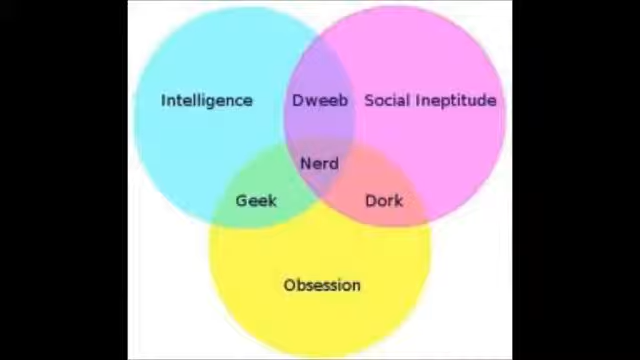 Intelligence
Dweeb
Social Ineptitude
Nerd
Geek
Dork
Obsession